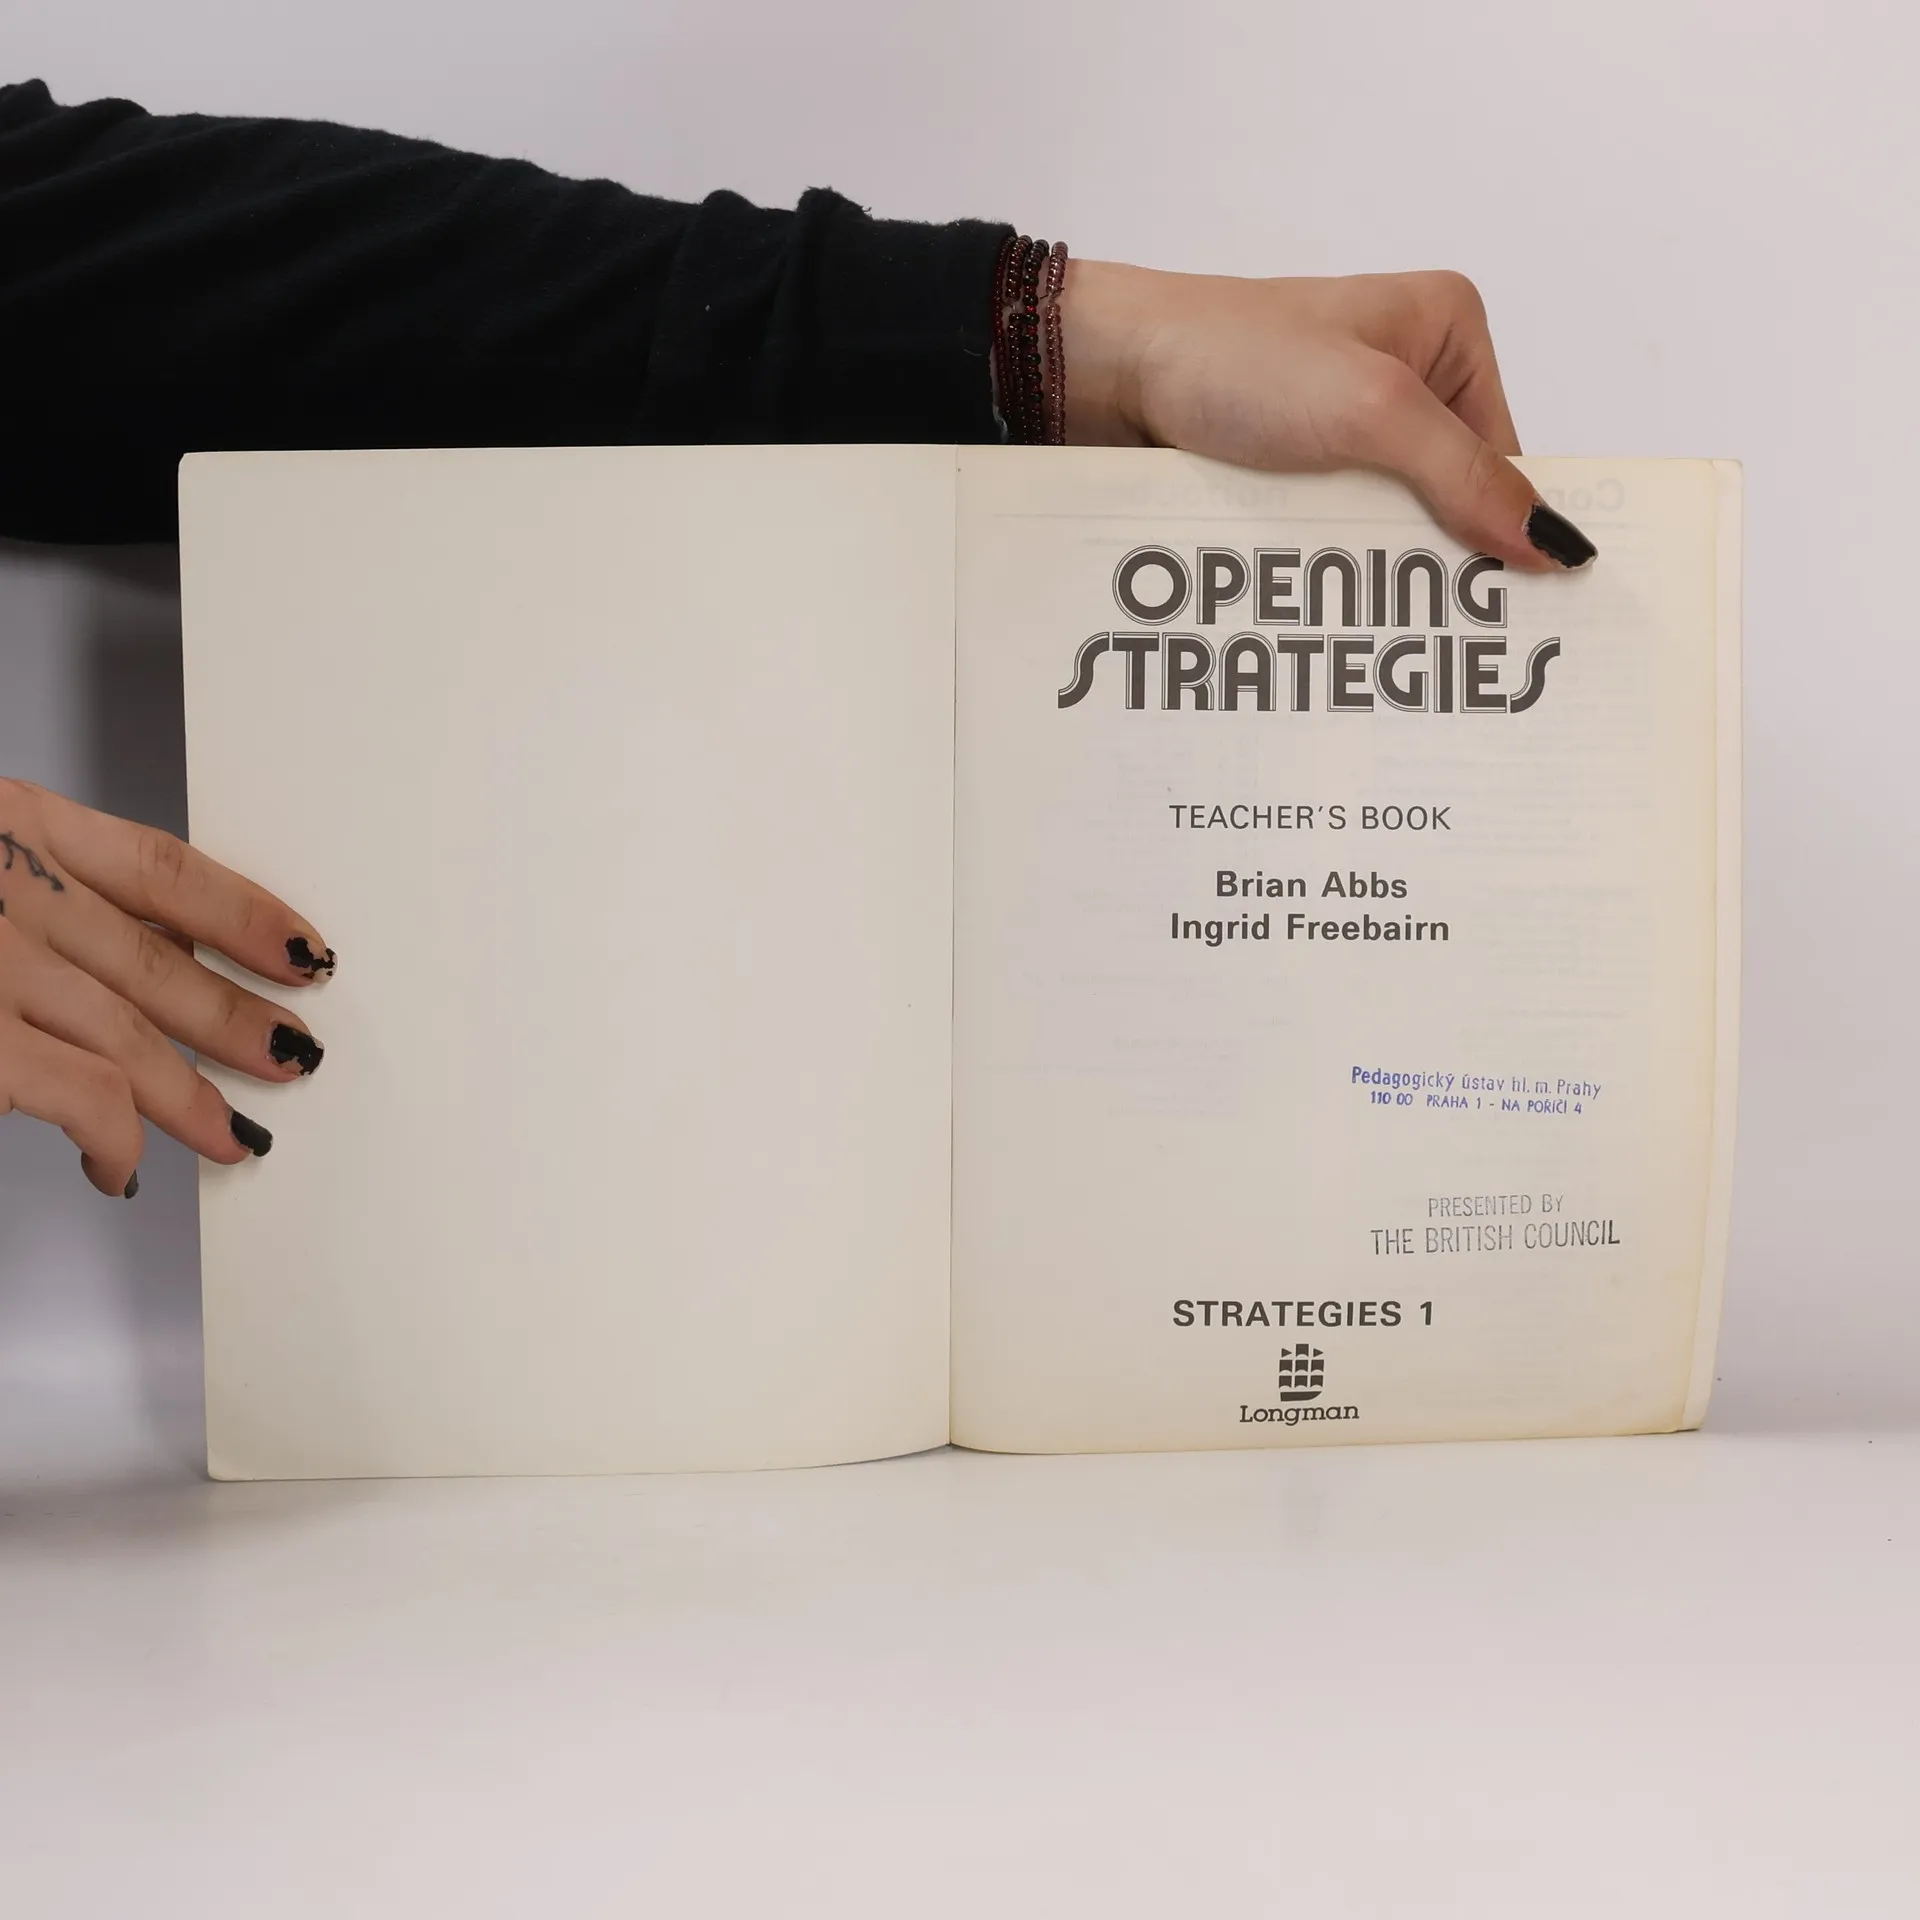 OPENING
STRATEGIES
TEACHER'S BOOK
Brian Abbs
Ingrid Freebairn
Pedagogický ústav hl. m. Prahy
110 00 PRAHA 1 - NA POŘÍČÍ 4
PRESENTED BY
THE BRITISH COUNCIL
STRATEGIES 1
Longman